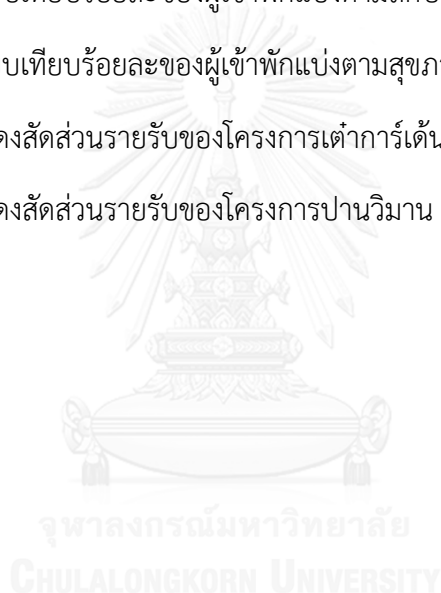 บเทียบร้อยละของผู้เข้าพักแบ่งตามสุขภา
ดงสัดส่วนรายรับของโครงการเต๋าการ์เด้น
ดงสัดส่วนรายรับของโครงการปานวิมาน
จุฬาลงกรณ์มหาวิทยาลัย
CHULALONGKORN UNIVERSITY